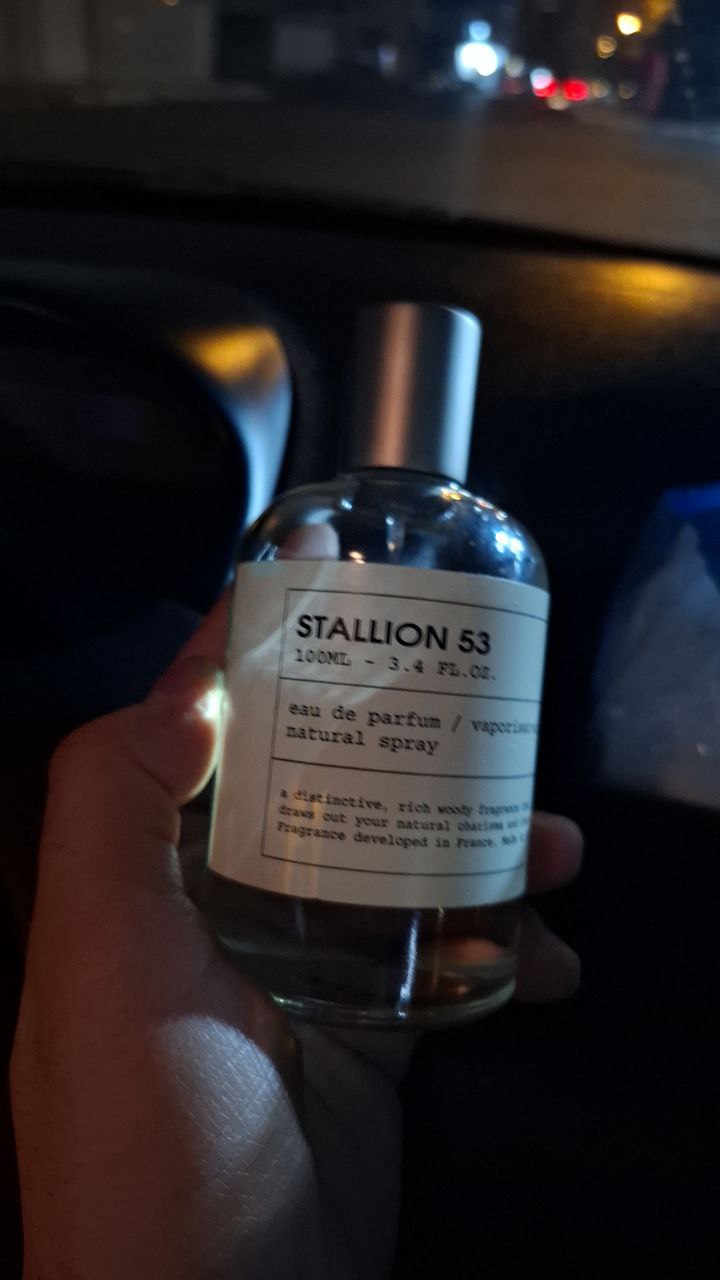 STALLION 53
100ML - 3.4 FL.OZ.
eau de parfum /
natural spray
a distinctive, rich woody fragrance
draws out your natural charisma
Fragrance developed in France.